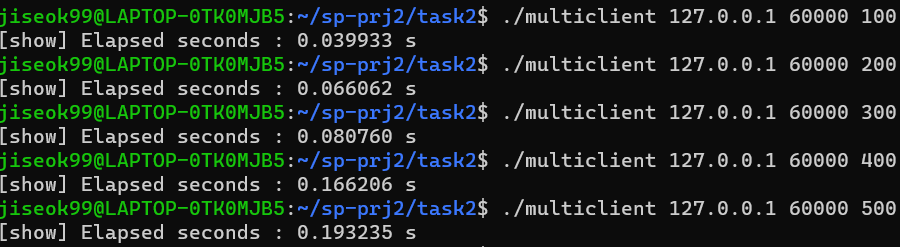 jiseok99@LAPTOP-0TK0MJB5:~/sp-prj2/task2$ ./multiclient 127.0.0.1 60000 100
[show] Elapsed seconds : 0.039933 s
jiseok99@LAPTOP-0TK0MJB5:~/sp-prj2/task2$ ./multiclient 127.0.0.1 60000 200
[show] Elapsed seconds : 0.066062 s
jiseok99@LAPTOP-0TK0MJB5:~/sp-prj2/task2$ ./multiclient 127.0.0.1 60000 300
[show] Elapsed seconds : 0.080760 s
jiseok99@LAPTOP-0TK0MJB5:~/sp-prj2/task2$ ./multiclient 127.0.0.1 60000 400
[show] Elapsed seconds : 0.166206 s
jiseok99@LAPTOP-0TK0MJB5:~/sp-prj2/task2$ ./multiclient 127.0.0.1 60000 500
[show] Elapsed seconds : 0.193235 s